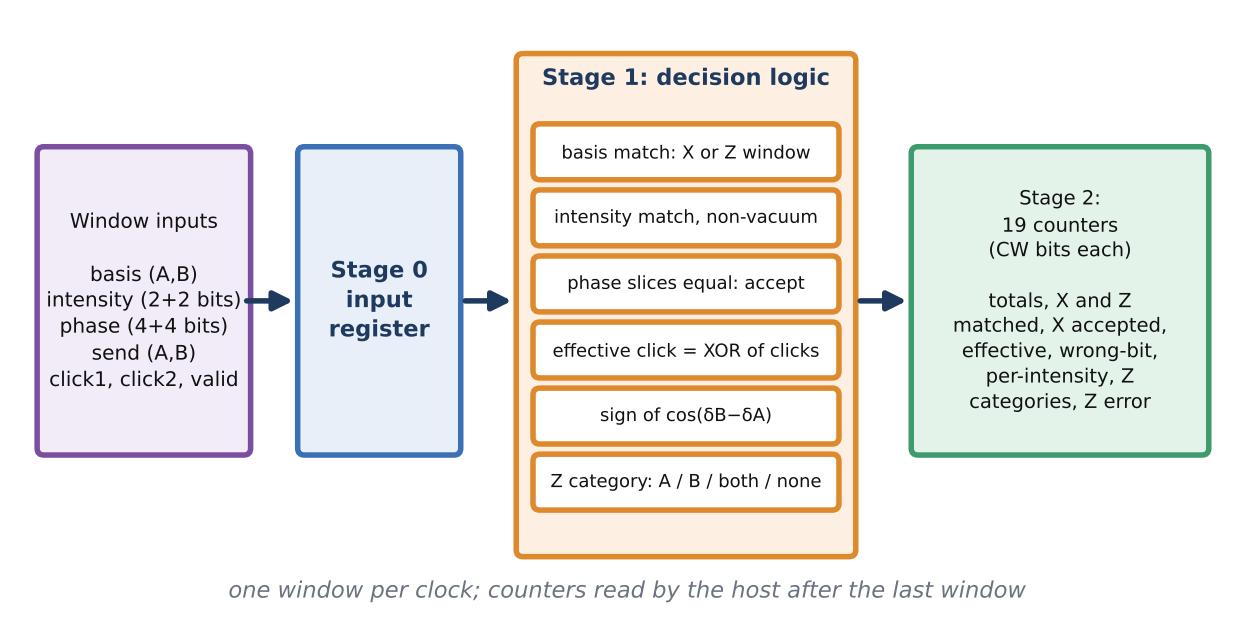 Window inputs
basis (A,B)
intensity (2+2 bits)
phase (4+4 bits)
send (A,B)
click1, click2, valid
Stage 0
input
register
Stage 1: decision logic
basis match: X or Z window
intensity match, non-vacuum
phase slices equal: accept
effective click = XOR of clicks
sign of cos(δB−δA)
Z category: A / B / both / none
Stage 2:
19 counters
(CW bits each)
totals, X and Z
matched, X accepted,
effective, wrong-bit,
per-intensity, Z
categories, Z error
one window per clock; counters read by the host after the last window